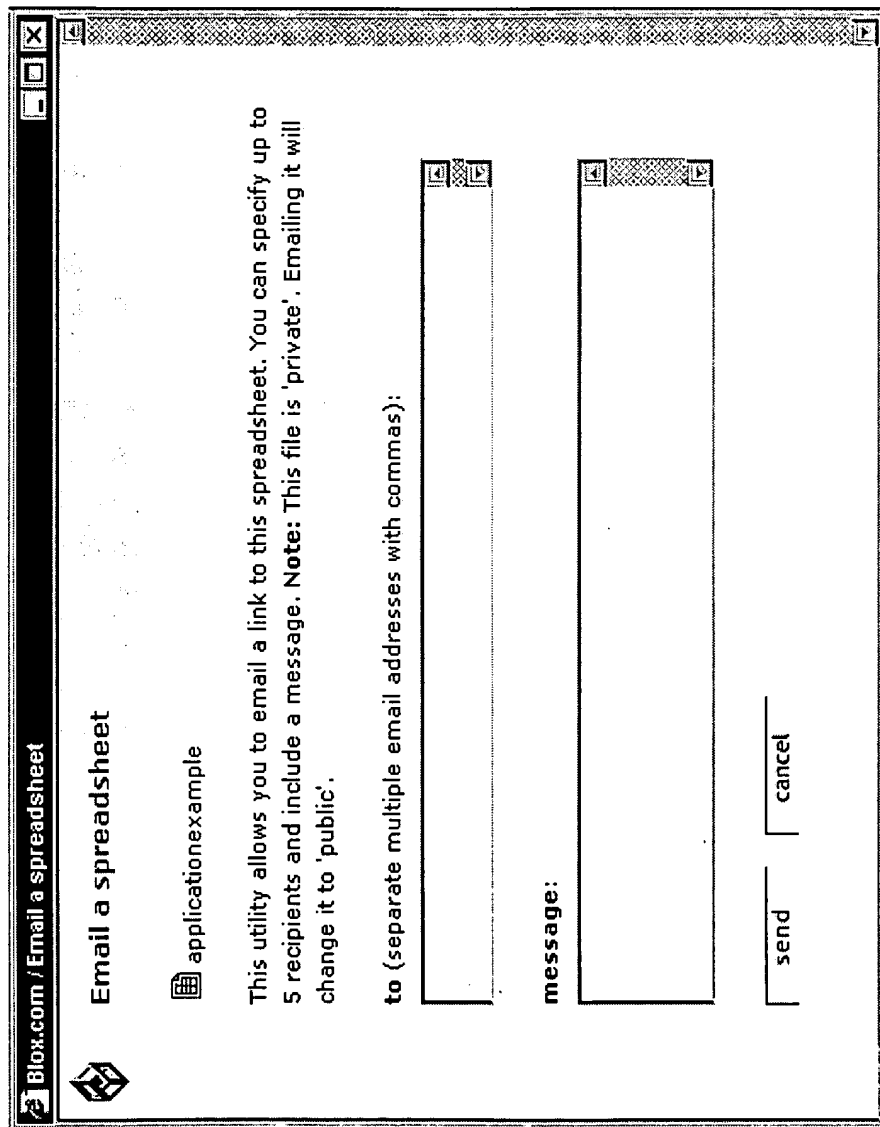 Blox.com / Email a spreadsheet
Email a spreadsheet
applicationexample
This utility allows you to email a link to this spreadsheet. You can specify up to
5 recipients and include a message. Note: This file is 'private'. Emailing it will
change it to 'public'.
to (separate multiple email addresses with commas):
message:
send
cancel